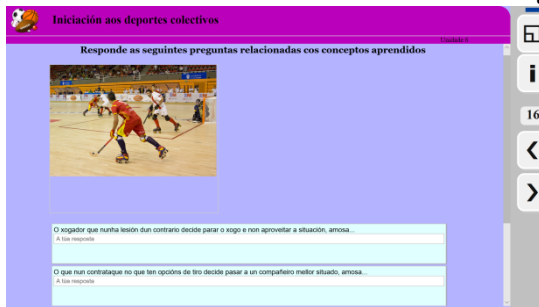 Iniciación aos deportes colectivos
Unidade 6
Responde as seguintes preguntas relacionadas cos conceptos aprendidos
16
O xogador que nunha lesión dun contrario decide parar o xogo e non aproveitar a situación, amosa...
A túa resposta
O que nun contrataque no que ten opcións de tiro decide pasar a un compañeiro mellor situado, amosa...
A túa resposta